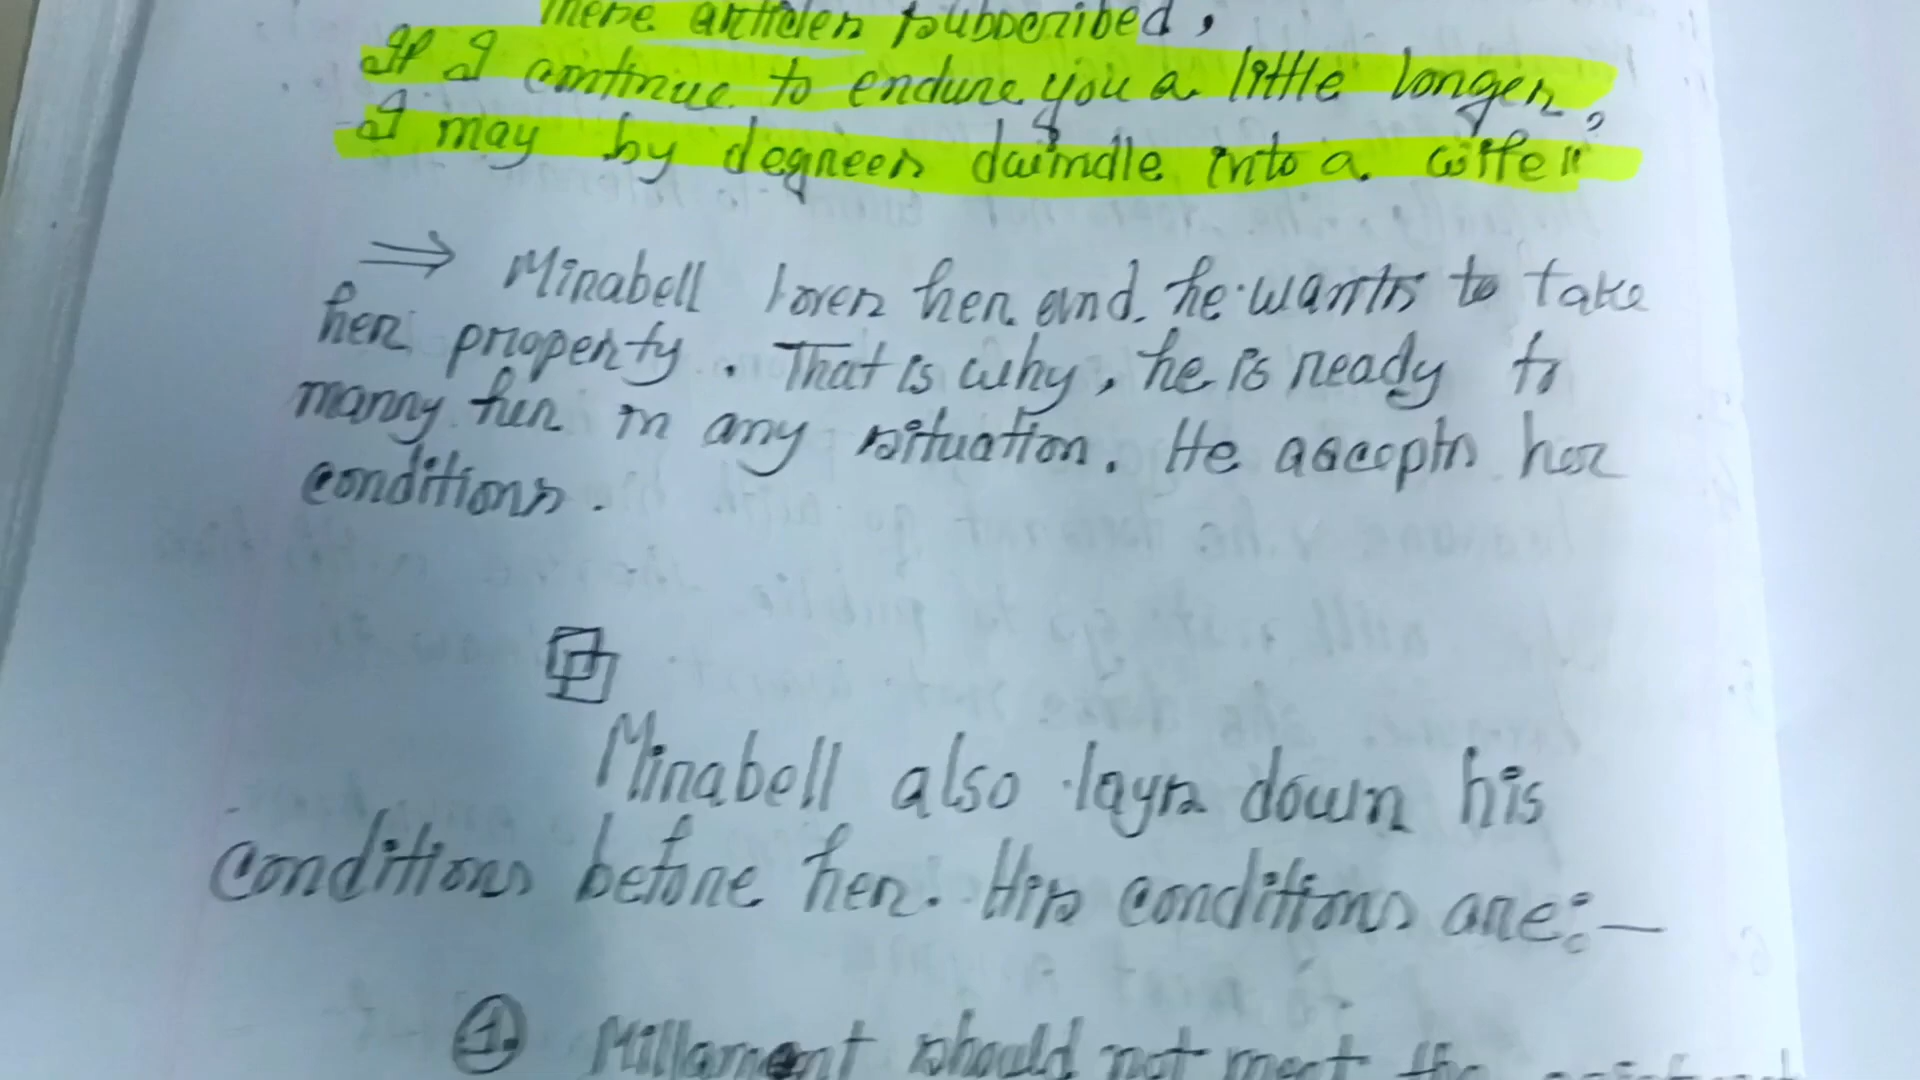 These articles subscribed,
If I continue to endure you a little longer,
I may by degrees dwindle into a wife"
⇒ Mirabell loves her and he wants to take
her property. That is why, he is ready to
marry her in any situation. He accepts her
conditions.
Mirabell also lays down his
conditions before her. His conditions are:—
① Millament should not meet the